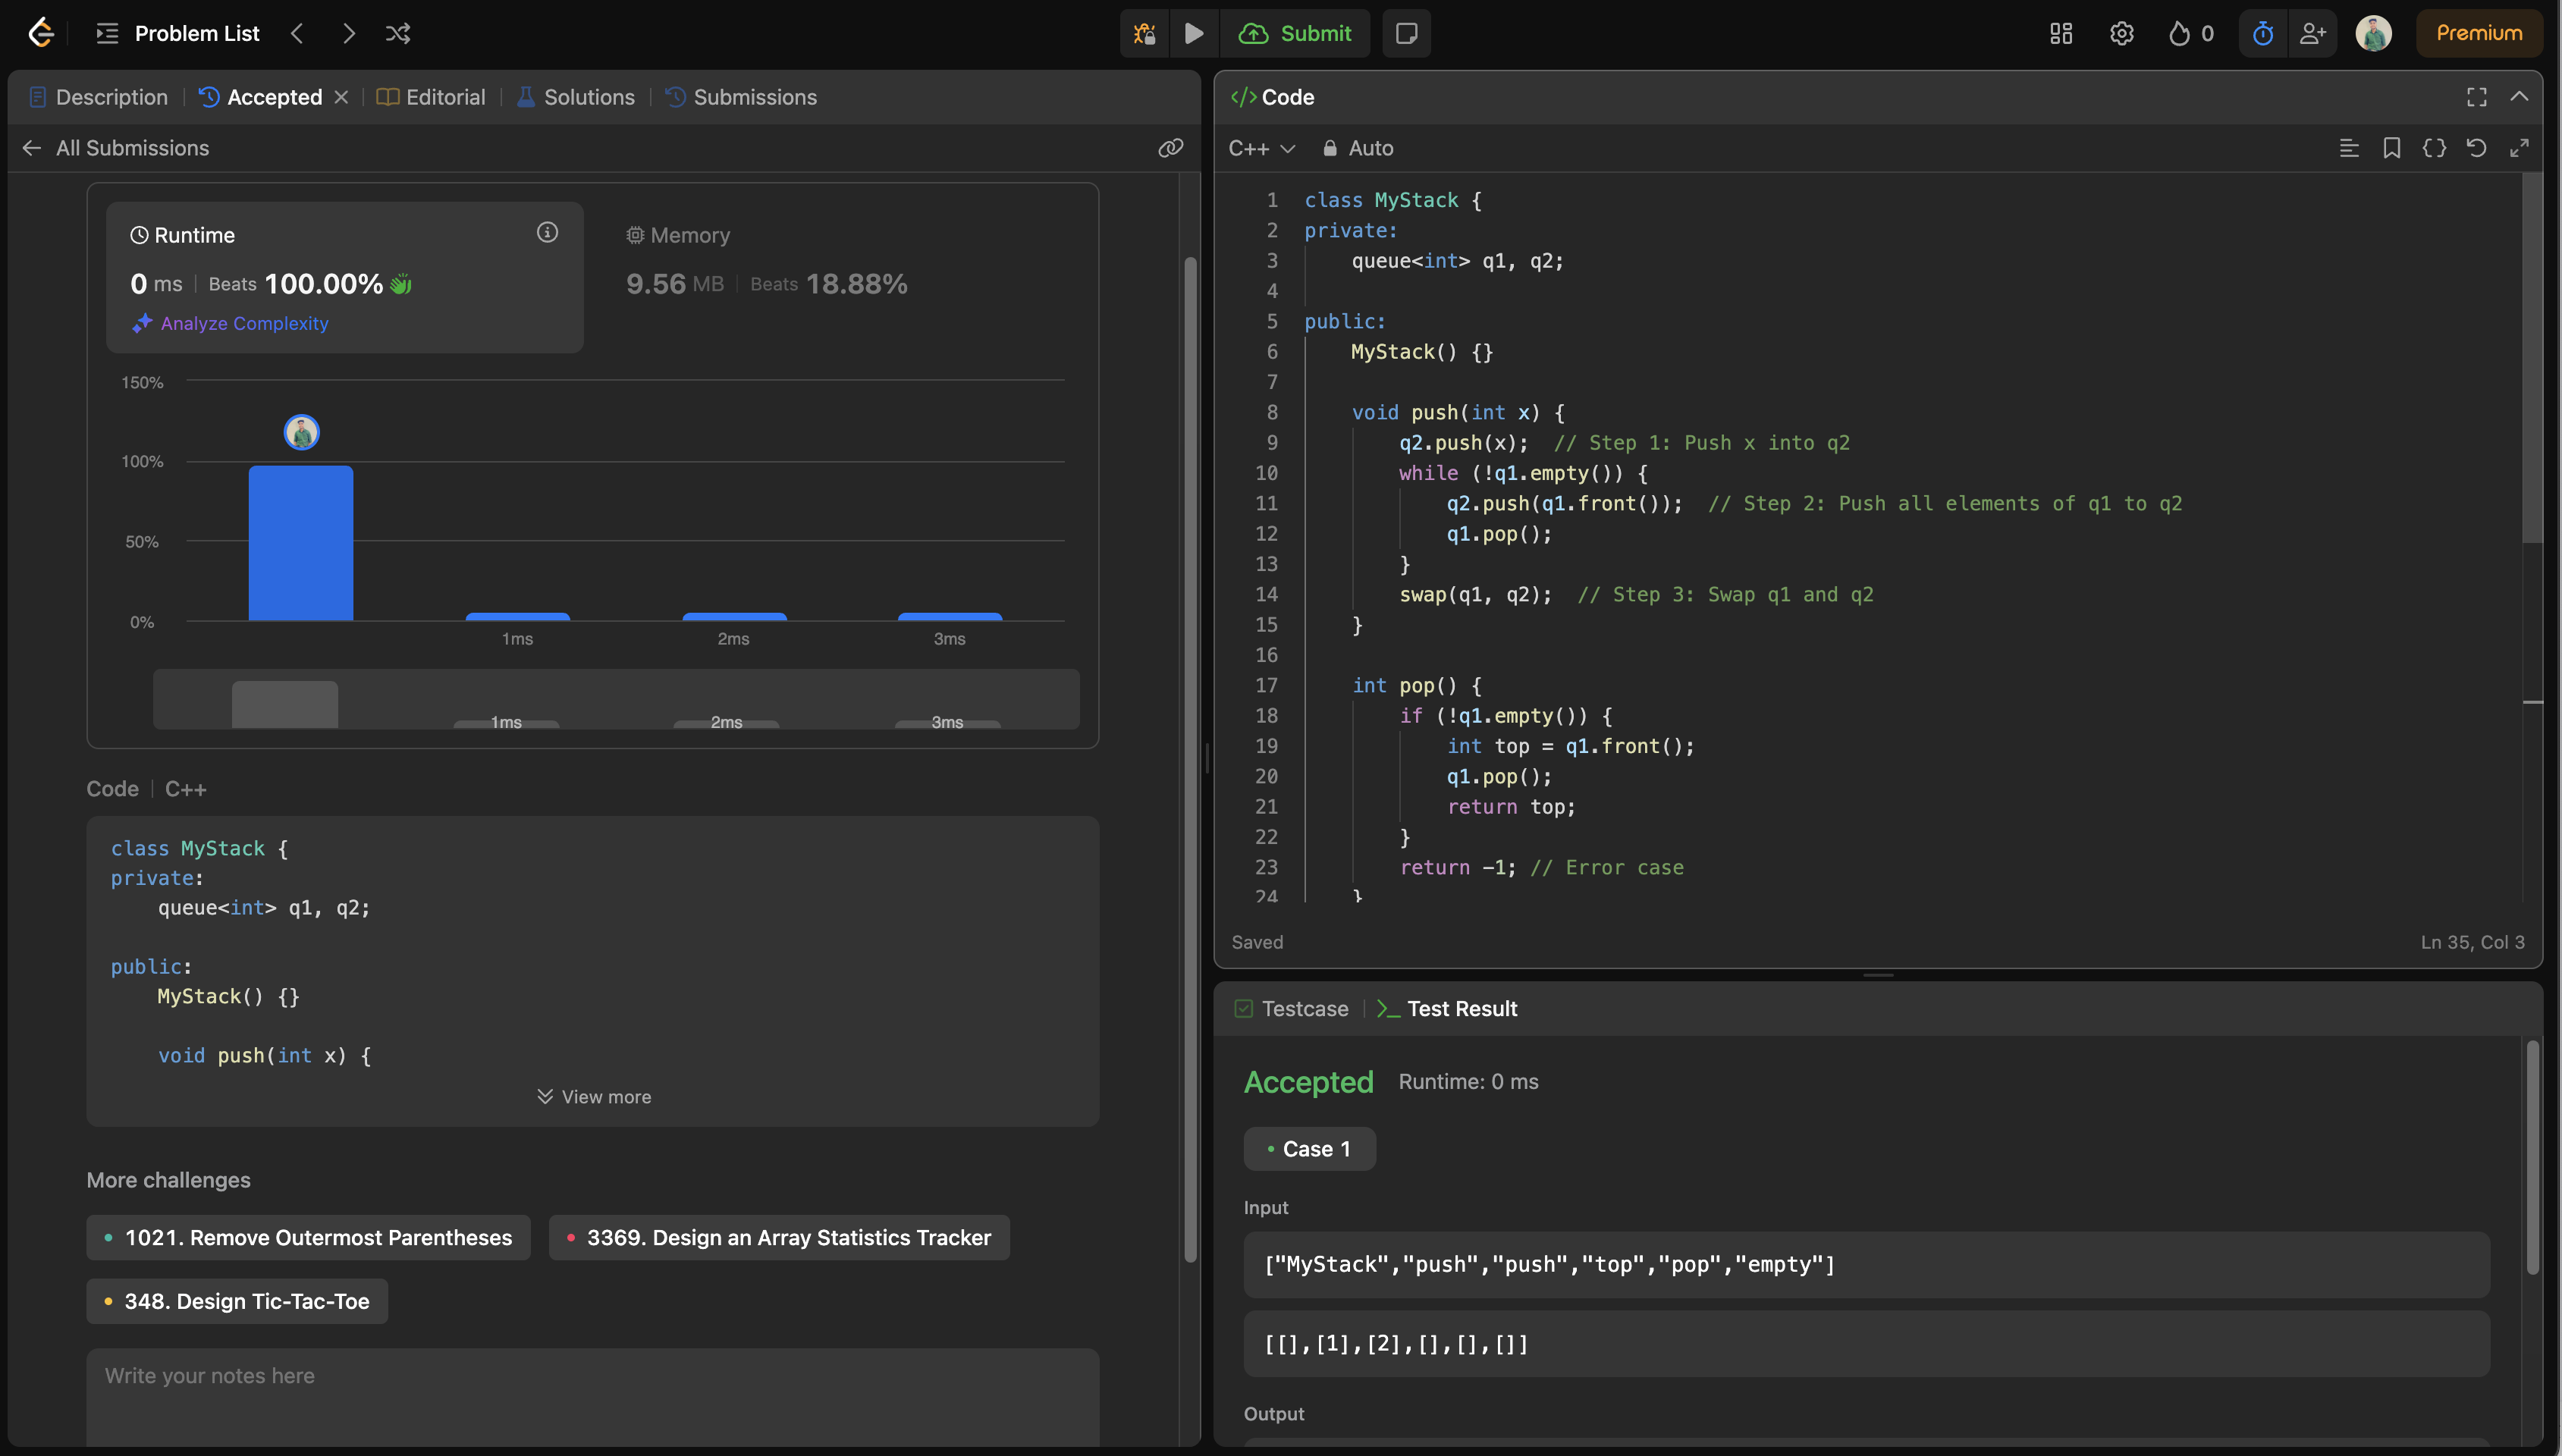 Problem List
Submit
0
Premium
Description
Accepted
Editorial
Solutions
Submissions
All Submissions
Runtime
0 ms | Beats 100.00%
Analyze Complexity
Memory
9.56 MB | Beats 18.88%
150%
100%
50%
0%
1ms 2ms 3ms
1ms 2ms 3ms
Code | C++
class MyStack {
private:
    queue<int> q1, q2;
public:
    MyStack() {}
    void push(int x) {
View more
More challenges
1021. Remove Outermost Parentheses
3369. Design an Array Statistics Tracker
348. Design Tic-Tac-Toe
Write your notes here
</> Code
C++ Auto
1 class MyStack {
2 private:
3     queue<int> q1, q2;
4
5 public:
6     MyStack() {}
7
8     void push(int x) {
9         q2.push(x);  // Step 1: Push x into q2
10         while (!q1.empty()) {
11             q2.push(q1.front());  // Step 2: Push all elements of q1 to q2
12             q1.pop();
13         }
14         swap(q1, q2);  // Step 3: Swap q1 and q2
15     }
16
17     int pop() {
18         if (!q1.empty()) {
19             int top = q1.front();
20             q1.pop();
21             return top;
22         }
23         return -1; // Error case
24     }
Saved
Ln 35, Col 3
Testcase
Test Result
Accepted Runtime: 0 ms
Case 1
Input
["MyStack","push","push","top","pop","empty"]
[[],[1],[2],[],[],[]]
Output